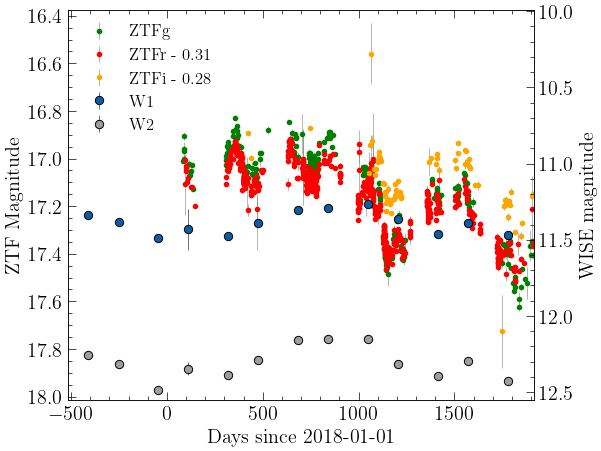 16.4
16.6
16.8
17.0
17.2
17.4
17.6
17.8
18.0
ZTF Magnitude
ZTFg
ZTFr - 0.31
ZTFi - 0.28
W1
W2
10.0
10.5
11.0
11.5
12.0
12.5
WISE magnitude
−500 0 500 1000 1500
Days since 2018-01-01